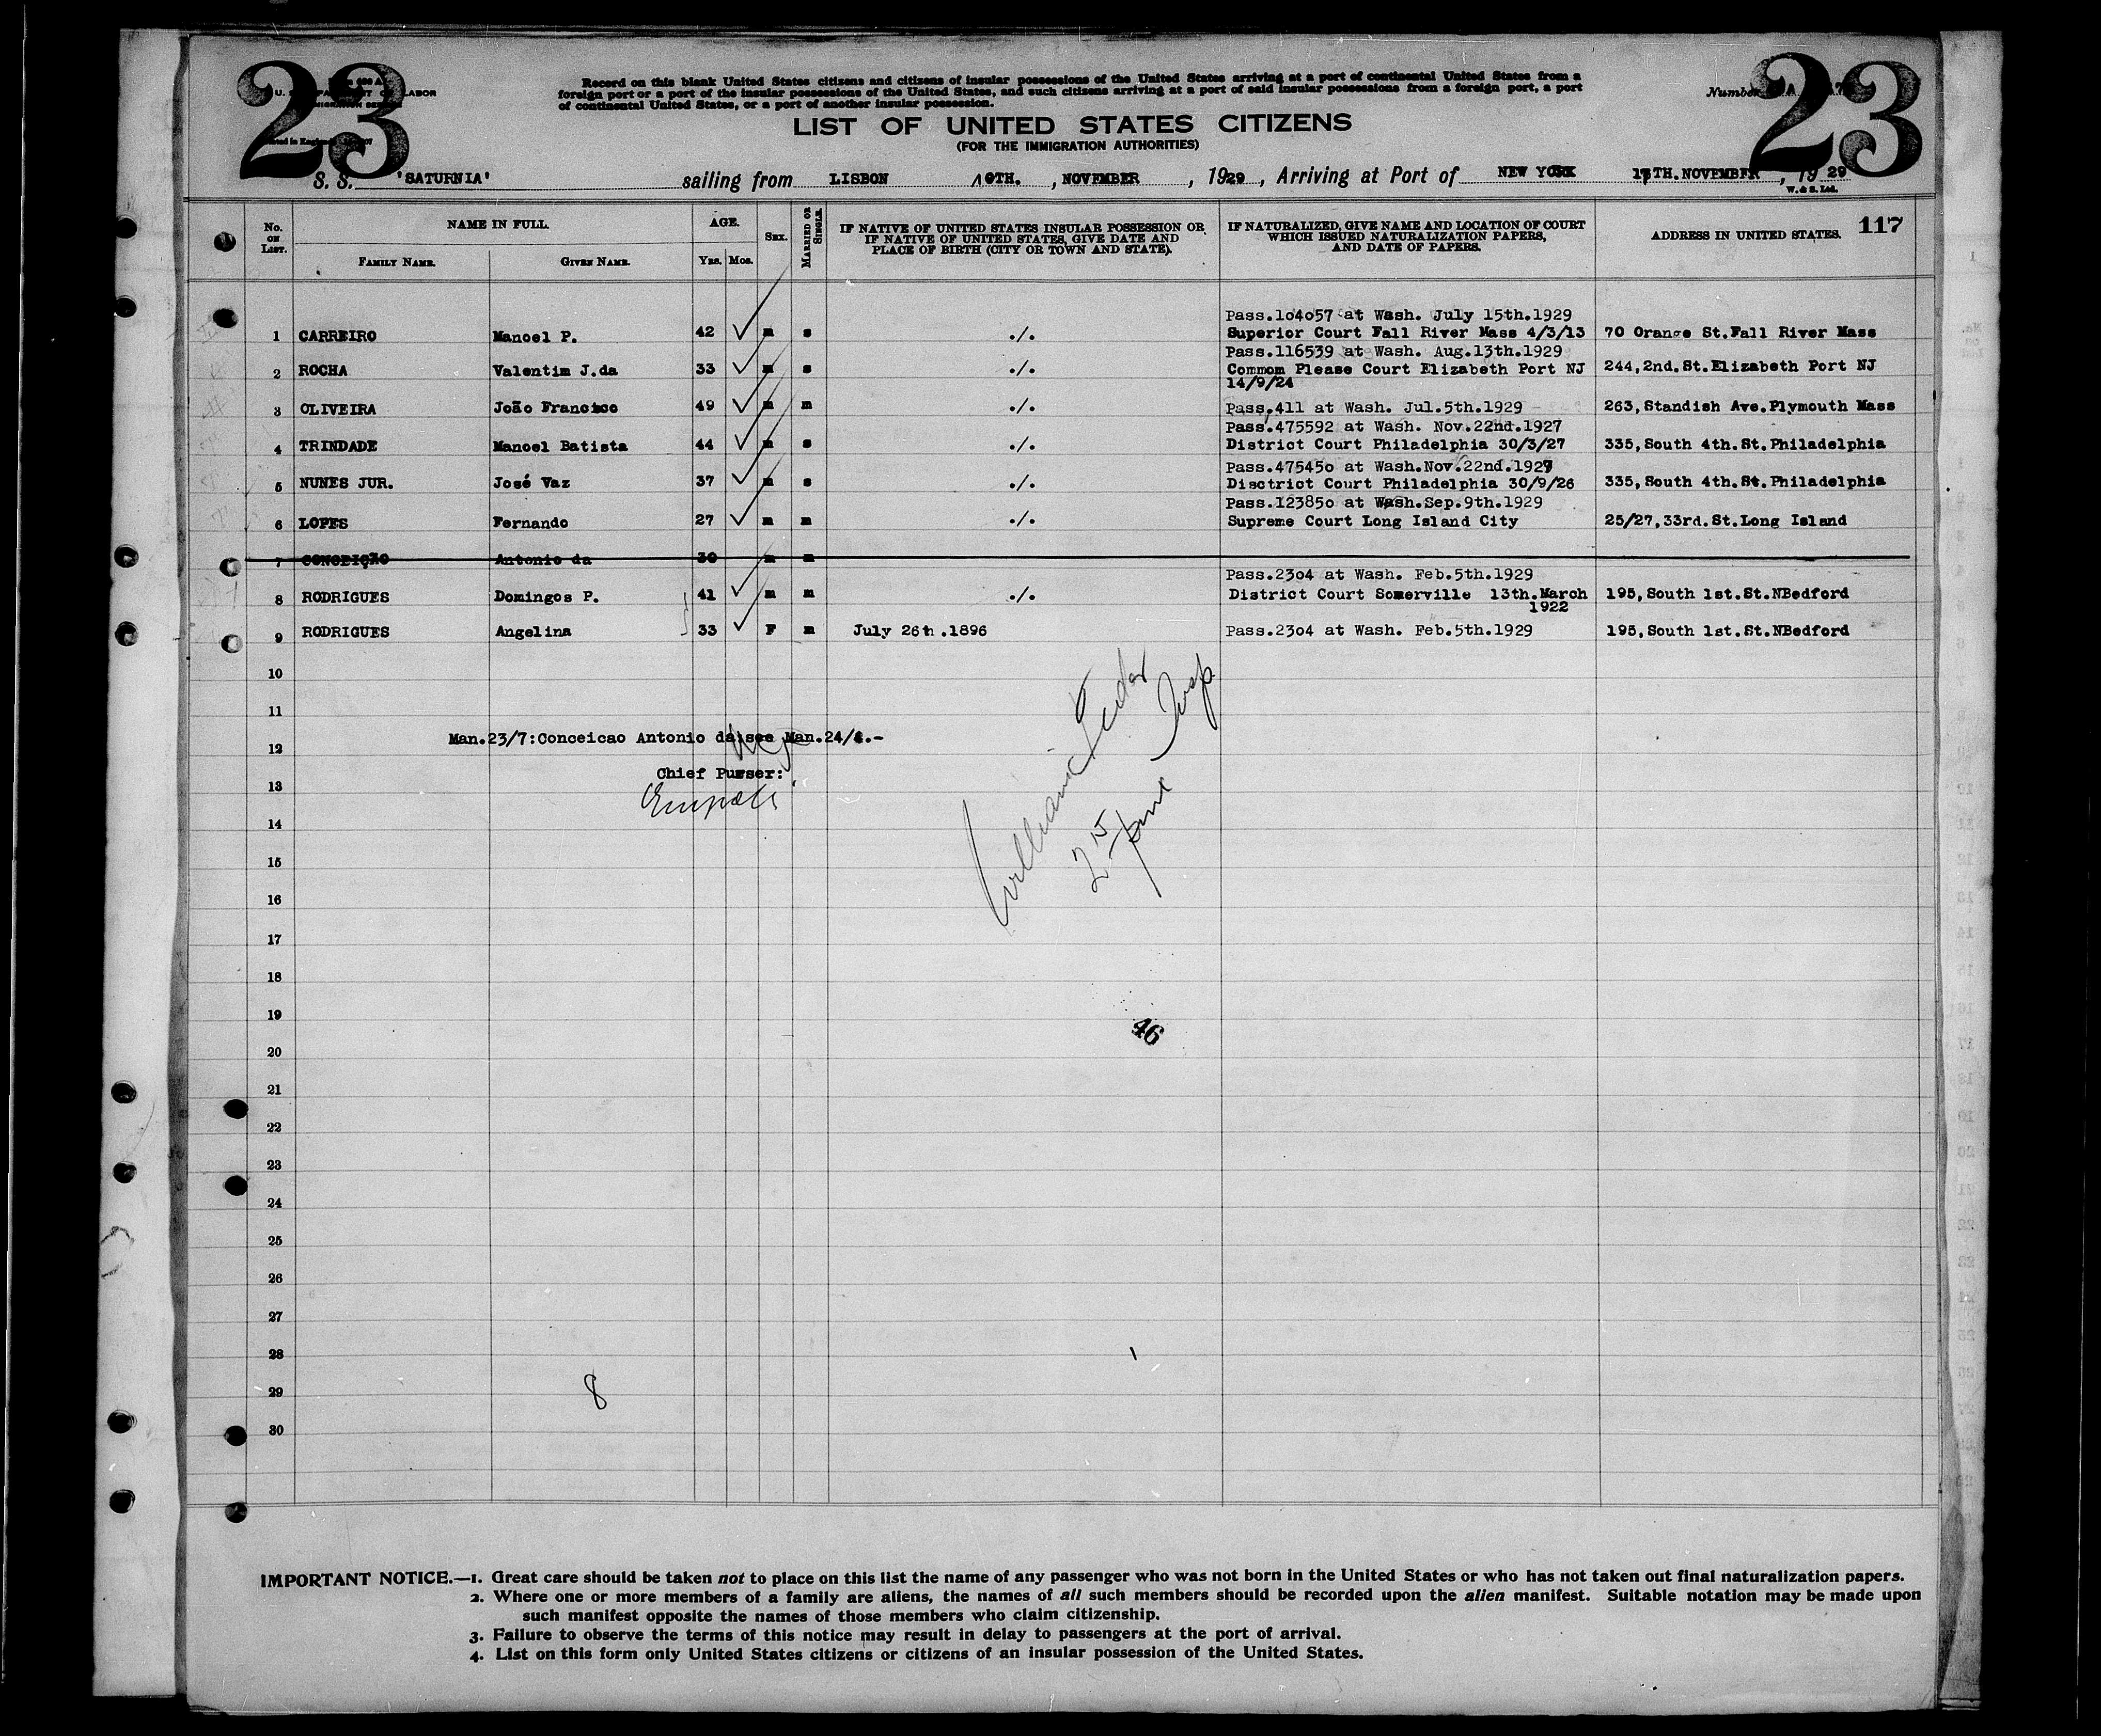 23
23
U. S. DEPARTMENT OF LABOR
Record on this blank United States citizens and citizens of insular possessions of the United States arriving at a port of continental United States from a
foreign port or a port of the insular possessions of the United States, and such citizens arriving at a port of said insular possessions from a foreign port, a port
of continental United States, or a port of another insular possession.
Number
LIST OF UNITED STATES CITIZENS
(FOR THE IMMIGRATION AUTHORITIES)
S. S. 'SATURNIA' sailing from LISBON 10TH. , NOVEMBER , 1929 , Arriving at Port of NEW YORK TH. NOVEMBER , 1929
W. & S. Ltd.
117
No. ON LIST. NAME IN FULL. AGE. SEX. MARRIED OR SINGLE. IF NATIVE OF UNITED STATES INSULAR POSSESSION OR IF NATIVE OF UNITED STATES, GIVE DATE AND PLACE OF BIRTH (CITY OR TOWN AND STATE). IF NATURALIZED, GIVE NAME AND LOCATION OF COURT WHICH ISSUED NATURALIZATION PAPERS, AND DATE OF PAPERS. ADDRESS IN UNITED STATES.
FAMILY NAME. GIVEN NAME. YRS. MOS.
Pass.104057 at Wash. July 15th.1929
1 CARREIRO Manoel P. 42 m s ./. Superior Court Fall River Mass 4/3/13 70 Orange St.Fall River Mass
Pass.116539 at Wash. Aug.13th.1929
2 ROCHA Valentim J.da 33 m s ./. Commom Please Court Elizabeth Port NJ 244,2nd.St.Elizabeth Port NJ
14/9/24
3 OLIVEIRA João Francisco 49 m m ./. Pass.411 at Wash. Jul.5th.1929 263,Standish Ave.Plymouth Mass
Pass.475592 at Wash. Nov.22nd.1927
4 TRINDADE Manoel Batista 44 m s ./. District Court Philadelphia 30/3/27 335,South 4th.St.Philadelphia
Pass.475450 at Wash.Nov.22nd.1927
5 NUNES JUR. José Vaz 37 m s ./. Disctrict Court Philadelphia 30/9/26 335,South 4th.St.Philadelphia
Pass.123850 at Wash.Sep.9th.1929
6 LOPES Fernando 27 m m ./. Supreme Court Long Island City 25/27,33rd.St.Long Island
7 CONCEIÇÃO Antonio da 30 m m
Pass.2304 at Wash. Feb.5th.1929
8 RODRIGUES Domingos P. 41 m m ./. District Court Somerville 13th.March 195,South 1st.St.NBedford
1922
9 RODRIGUES Angelina 33 F m July 26th.1896 Pass.2304 at Wash. Feb.5th.1929 195,South 1st.St.NBedford
10
11
Man.23/7:Conceicao Antonio da:see Man.24/4.-
12
Chief Purser:
13
14
15
16
17
18
19
46
20
21
22
23
24
25
26
27
28
29
8
30
IMPORTANT NOTICE.—1. Great care should be taken not to place on this list the name of any passenger who was not born in the United States or who has not taken out final naturalization papers.
2. Where one or more members of a family are aliens, the names of all such members should be recorded upon the alien manifest. Suitable notation may be made upon
such manifest opposite the names of those members who claim citizenship.
3. Failure to observe the terms of this notice may result in delay to passengers at the port of arrival.
4. List on this form only United States citizens or citizens of an insular possession of the United States.